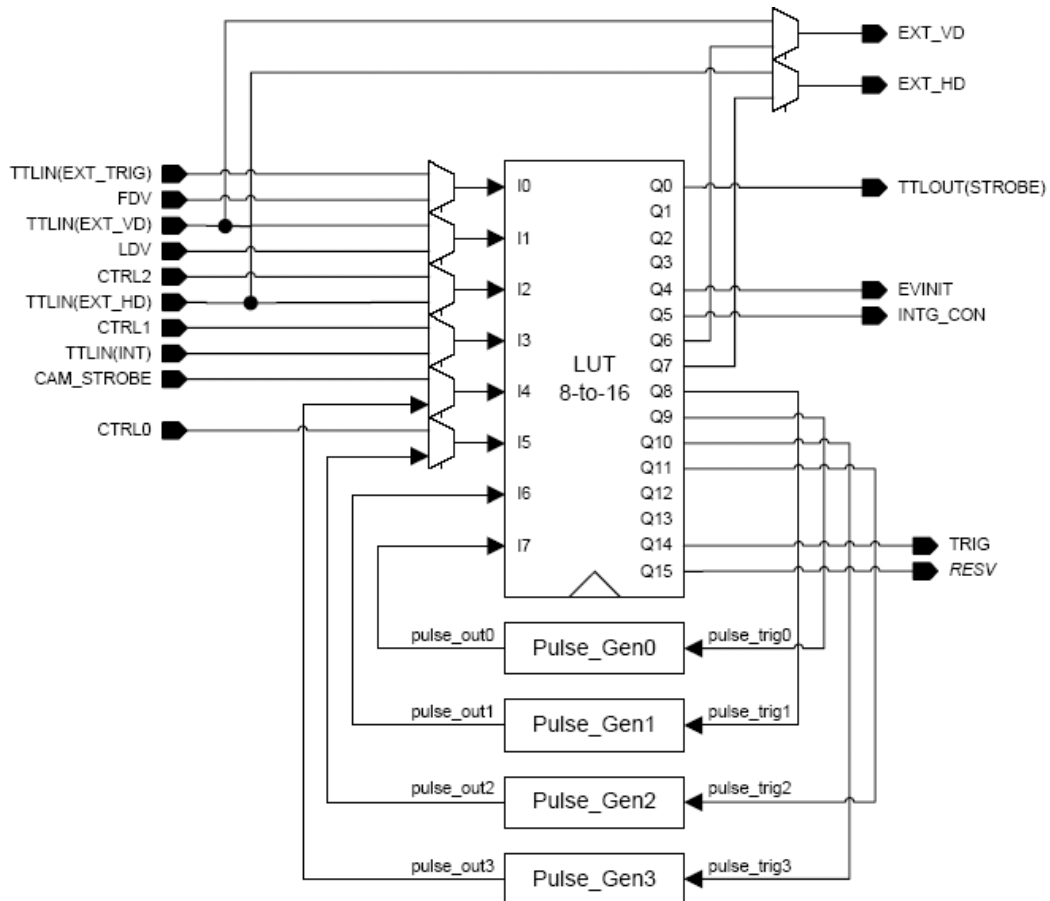 EXT_VD
EXT_HD
TTLIN(EXT_TRIG)
FDV
TTLIN(EXT_VD)
LDV
CTRL2
TTLIN(EXT_HD)
CTRL1
TTLIN(INT)
CAM_STROBE
CTRL0
I0
I1
I2
I3
I4
I5
I6
I7
LUT
8-to-16
Q0
Q1
Q2
Q3
Q4
Q5
Q6
Q7
Q8
Q9
Q10
Q11
Q12
Q13
Q14
Q15
TTLOUT(STROBE)
EVINIT
INTG_CON
TRIG
RESV
pulse_out0
Pulse_Gen0
pulse_trig0
pulse_out1
Pulse_Gen1
pulse_trig1
pulse_out2
Pulse_Gen2
pulse_trig2
pulse_out3
Pulse_Gen3
pulse_trig3